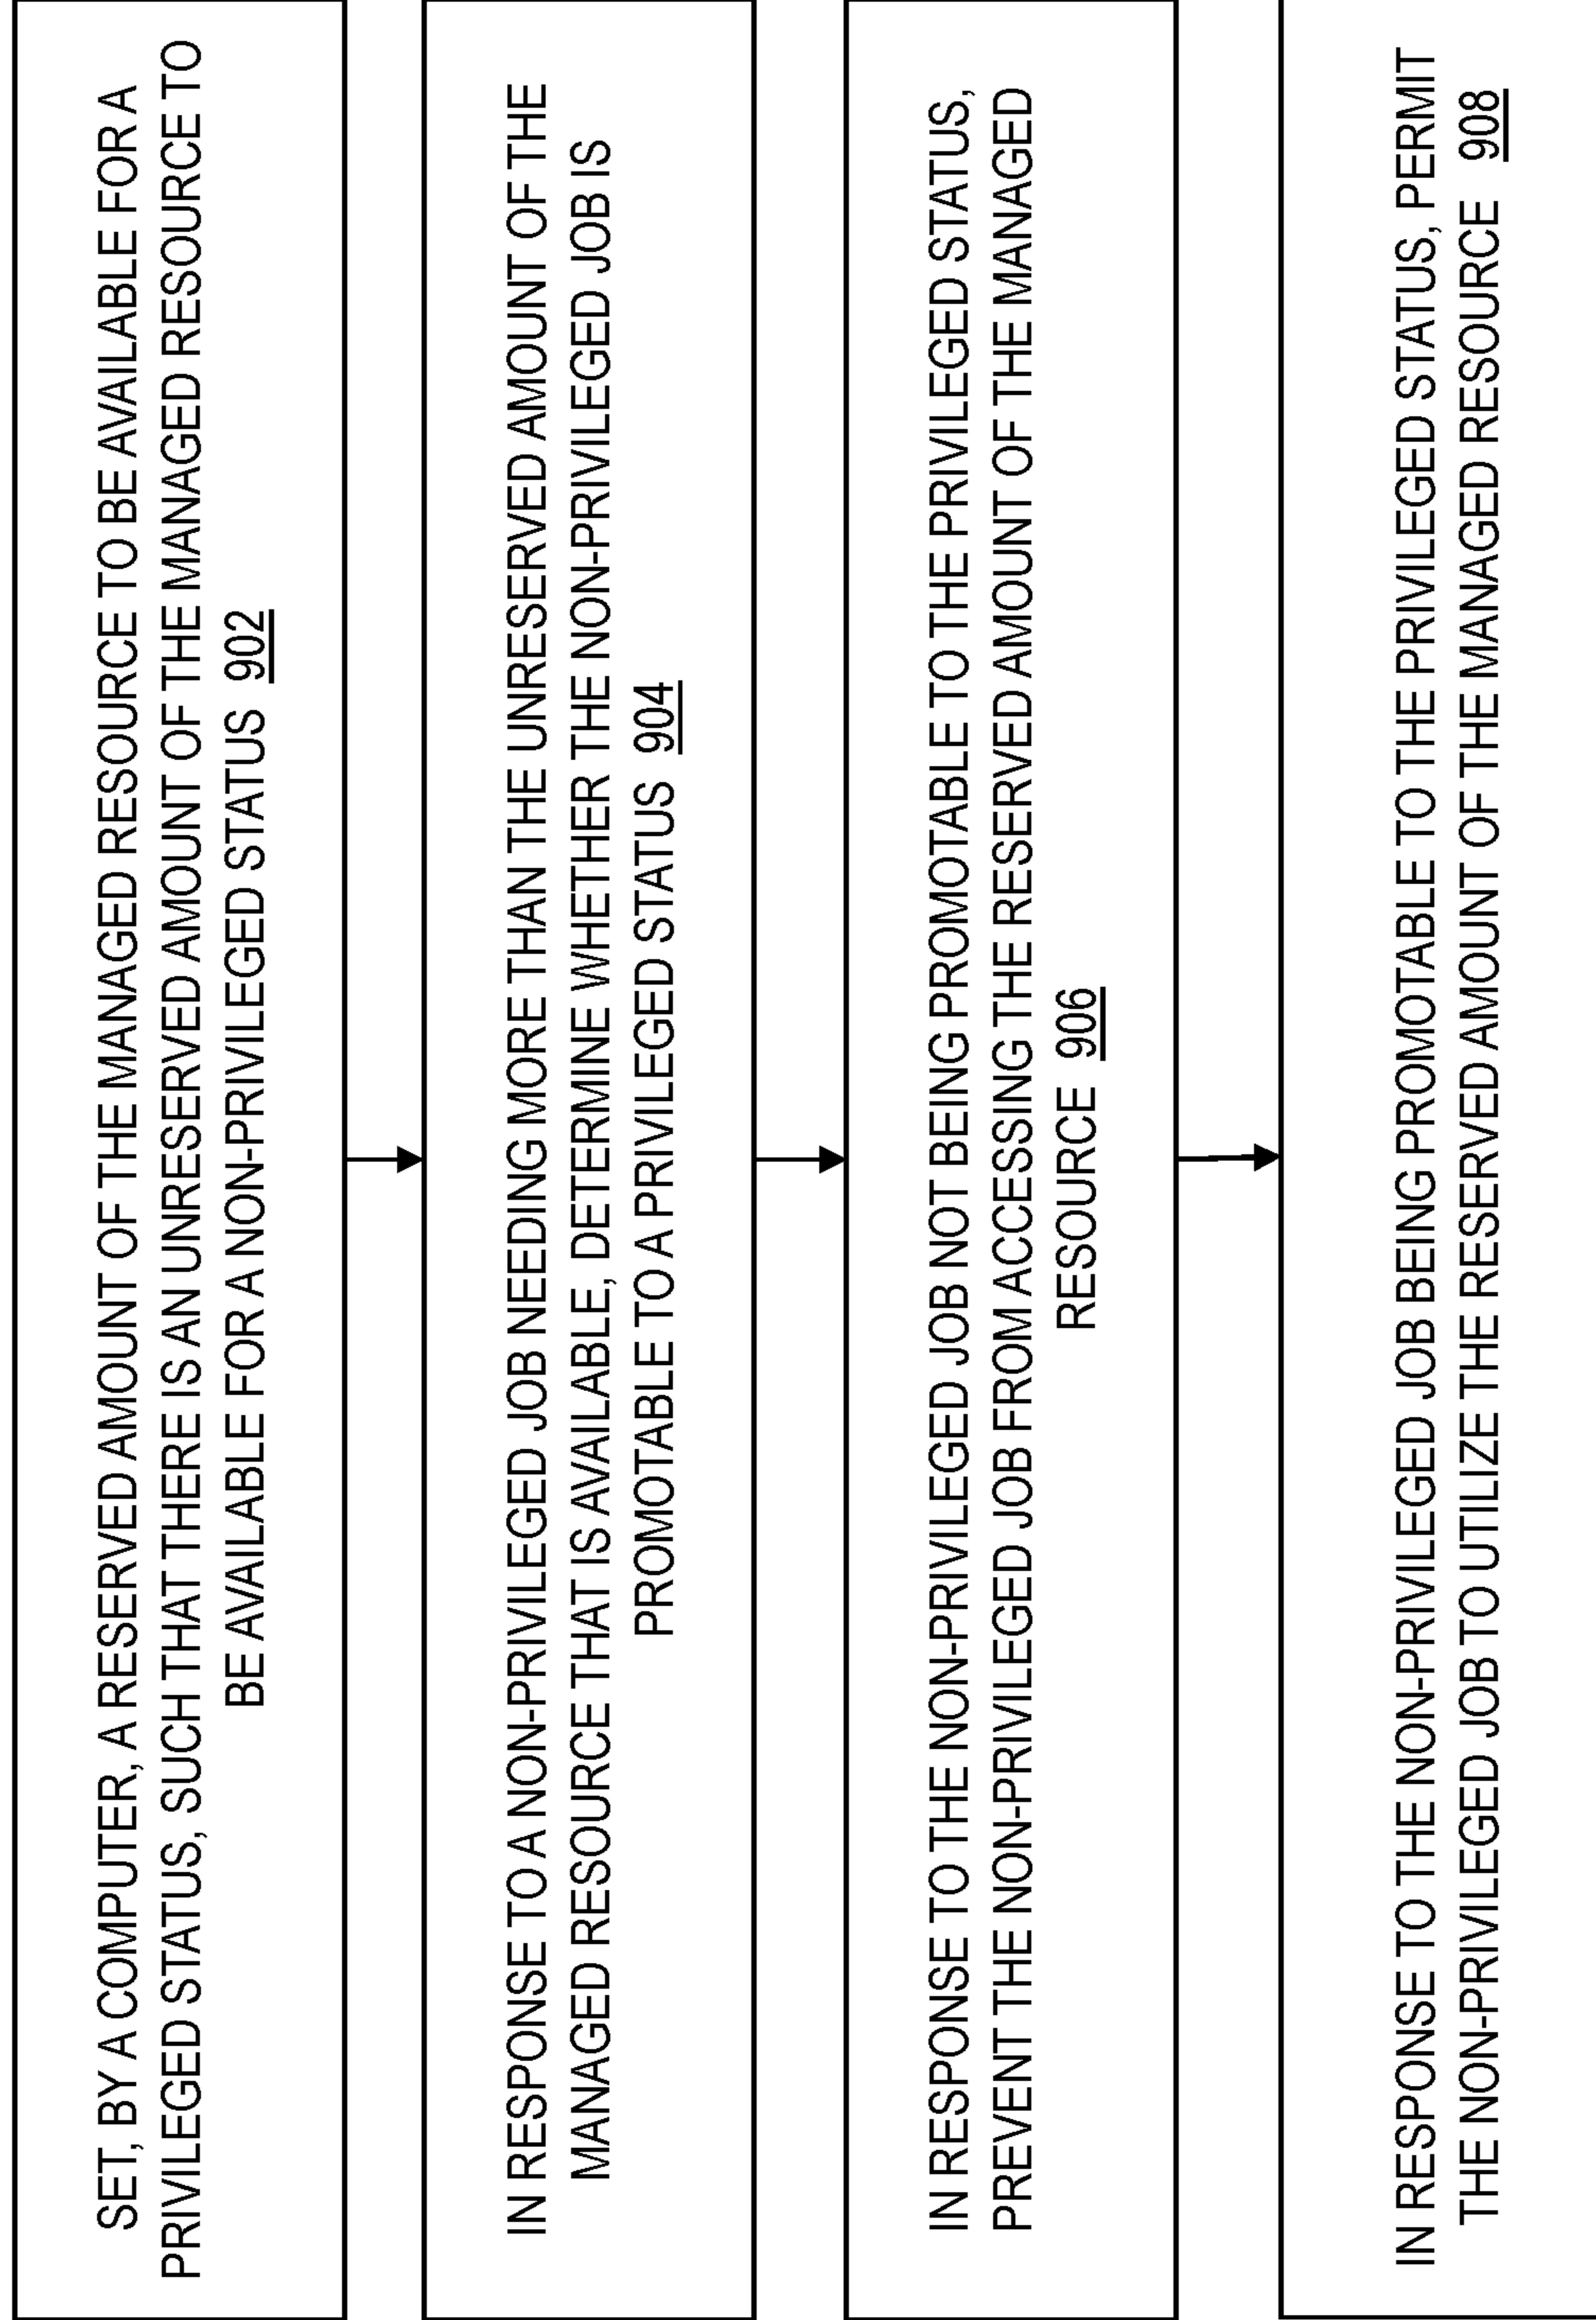 SET, BY A COMPUTER, A RESERVED AMOUNT OF THE MANAGED RESOURCE TO BE AVAILABLE FOR A
PRIVILEGED STATUS, SUCH THAT THERE IS AN UNRESERVED AMOUNT OF THE MANAGED RESOURCE TO
BE AVAILABLE FOR A NON-PRIVILEGED STATUS 902
IN RESPONSE TO A NON-PRIVILEGED JOB NEEDING MORE THAN THE UNRESERVED AMOUNT OF THE
MANAGED RESOURCE THAT IS AVAILABLE, DETERMINE WHETHER THE NON-PRIVILEGED JOB IS
PROMOTABLE TO A PRIVILEGED STATUS 904
IN RESPONSE TO THE NON-PRIVILEGED JOB NOT BEING PROMOTABLE TO THE PRIVILEGED STATUS,
PREVENT THE NON-PRIVILEGED JOB FROM ACCESSING THE RESERVED AMOUNT OF THE MANAGED
RESOURCE 906
IN RESPONSE TO THE NON-PRIVILEGED JOB BEING PROMOTABLE TO THE PRIVILEGED STATUS, PERMIT
THE NON-PRIVILEGED JOB TO UTILIZE THE RESERVED AMOUNT OF THE MANAGED RESOURCE 908